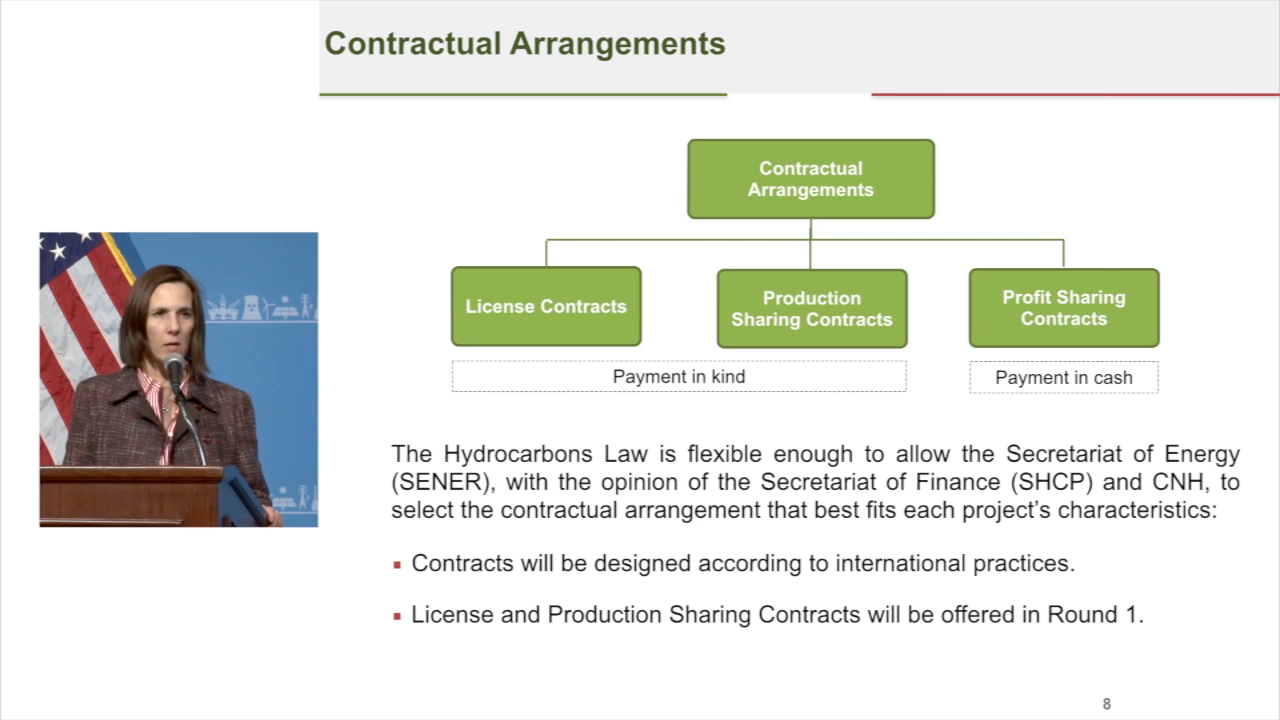 Contractual Arrangements
Contractual
Arrangements
License Contracts
Production
Sharing Contracts
Profit Sharing
Contracts
Payment in kind
Payment in cash
The Hydrocarbons Law is flexible enough to allow the Secretariat of Energy
(SENER), with the opinion of the Secretariat of Finance (SHCP) and CNH, to
select the contractual arrangement that best fits each project’s characteristics:
▪ Contracts will be designed according to international practices.
▪ License and Production Sharing Contracts will be offered in Round 1.
8